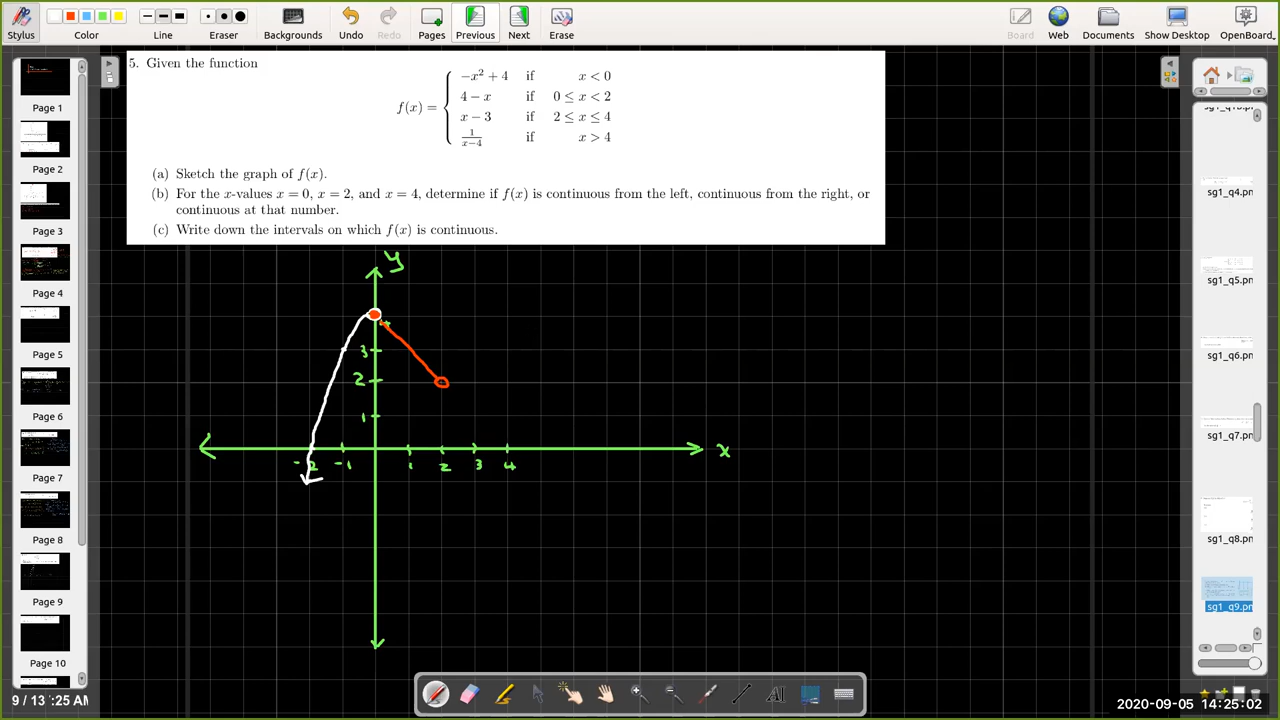 Stylus
Color
Line
Eraser
Backgrounds
Undo
Redo
Pages
Previous
Next
Erase
Board
Web
Documents
Show Desktop
OpenBoard
Page 1
Page 2
Page 3
Page 4
Page 5
Page 6
Page 7
Page 8
Page 9
Page 10
9 / 13
:25 AM
5. Given the function
f(x) = { −x² + 4 if x < 0
4 − x if 0 ≤ x < 2
x − 3 if 2 ≤ x ≤ 4
1/(x−4) if x > 4
(a) Sketch the graph of f(x).
(b) For the x-values x = 0, x = 2, and x = 4, determine if f(x) is continuous from the left, continuous from the right, or
continuous at that number.
(c) Write down the intervals on which f(x) is continuous.
y
3
2
1
x
-2 -1 1 2 3 4
sg1_q4.pn
sg1_q5.pn
sg1_q6.pn
sg1_q7.pn
sg1_q8.pn
sg1_q9.pn
AI
2020-09-05 14:25:02